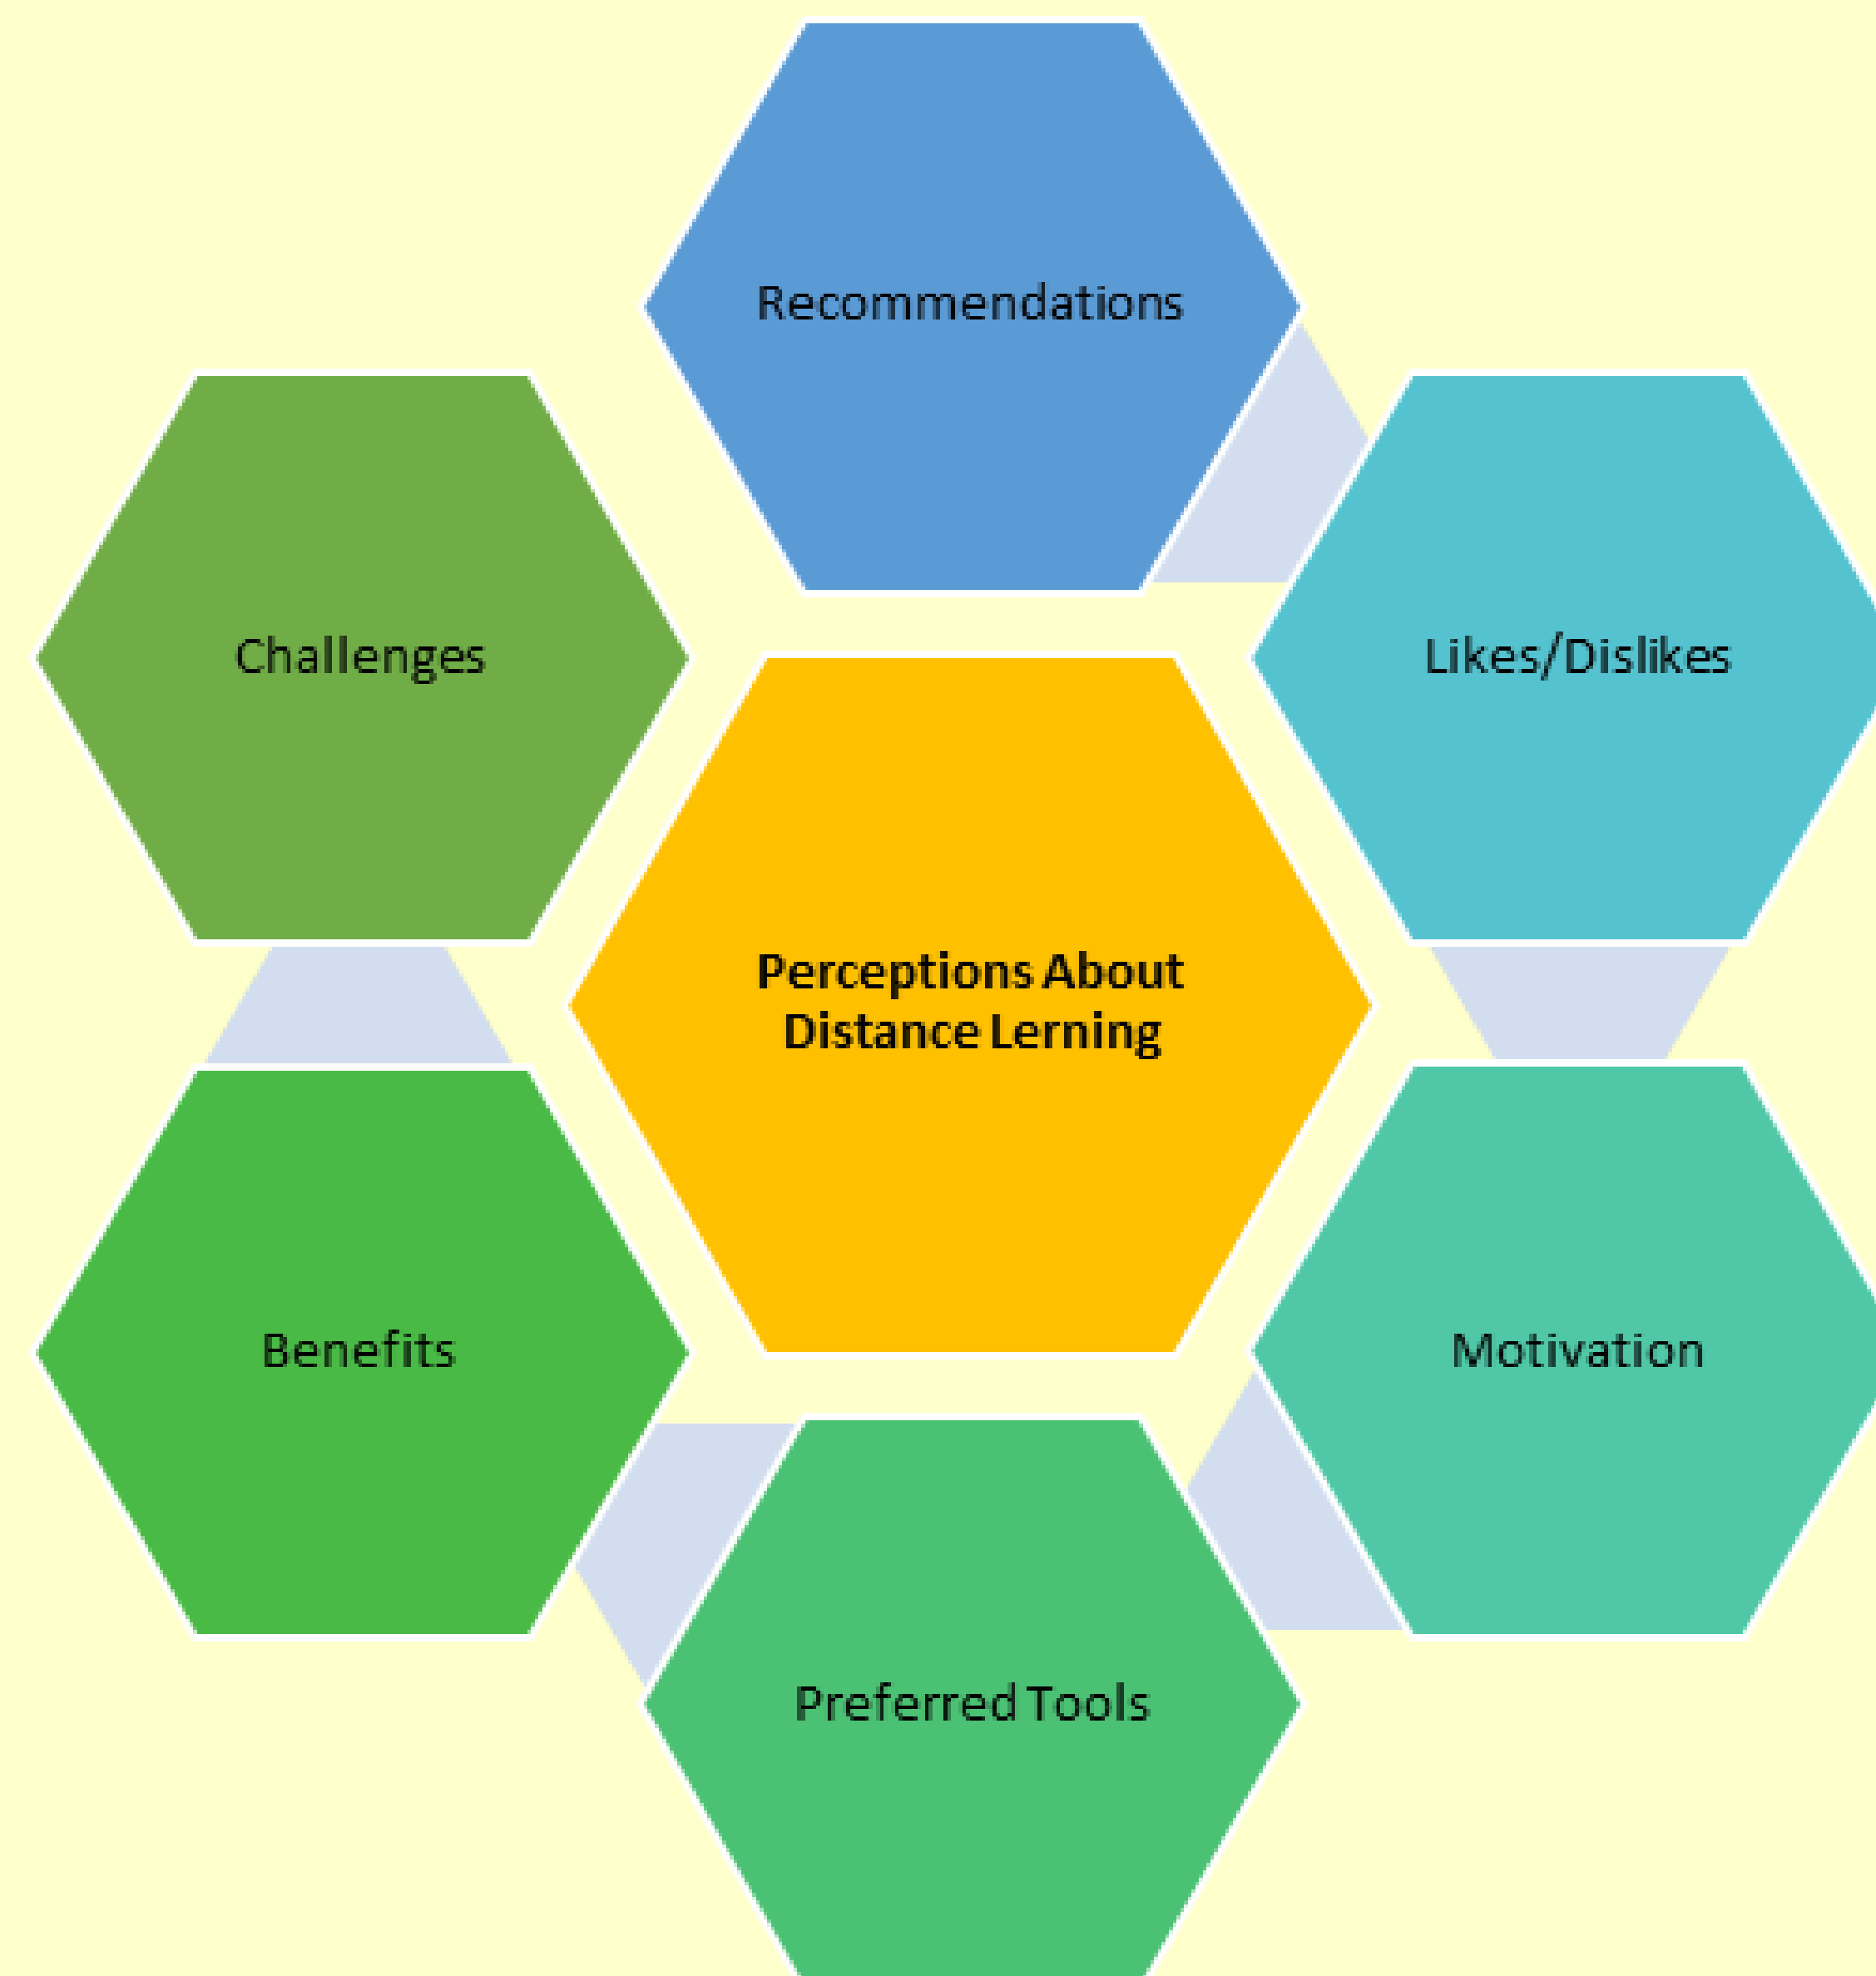 Recommendations
Challenges
Likes/Dislikes
Perceptions About
Distance Lerning
Benefits
Motivation
Preferred Tools